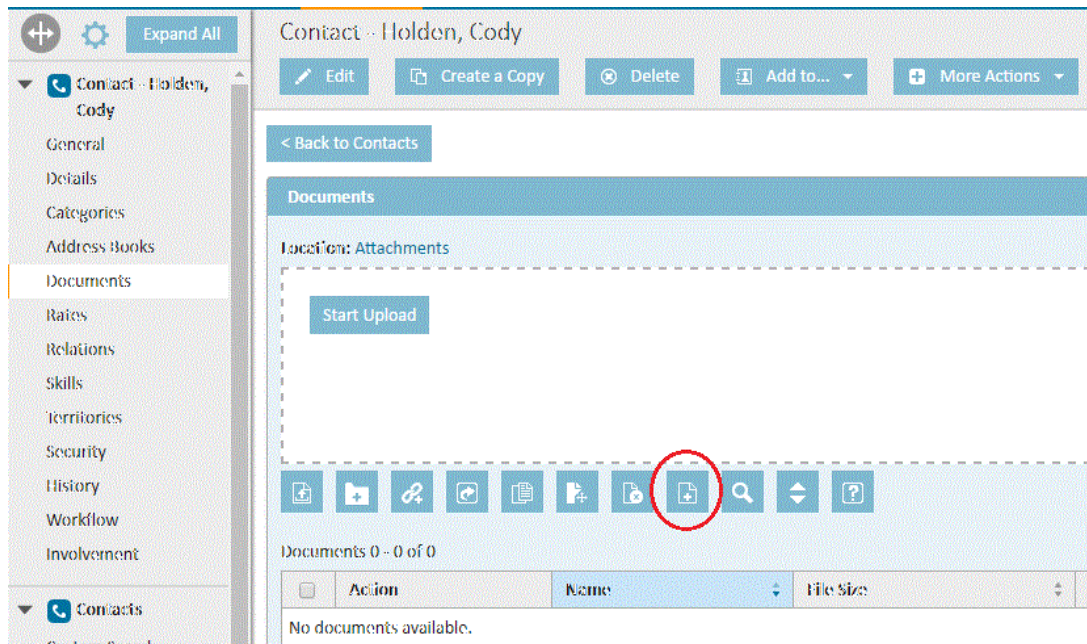 Expand All
Contact - Holden,
Cody
General
Details
Categories
Address Books
Documents
Rates
Relations
Skills
Territories
Security
History
Workflow
Involvement
Contacts
Contact - Holden, Cody
Edit
Create a Copy
Delete
Add to...
More Actions
< Back to Contacts
Documents
Location: Attachments
Start Upload
Documents 0 - 0 of 0
Action Name File Size
No documents available.